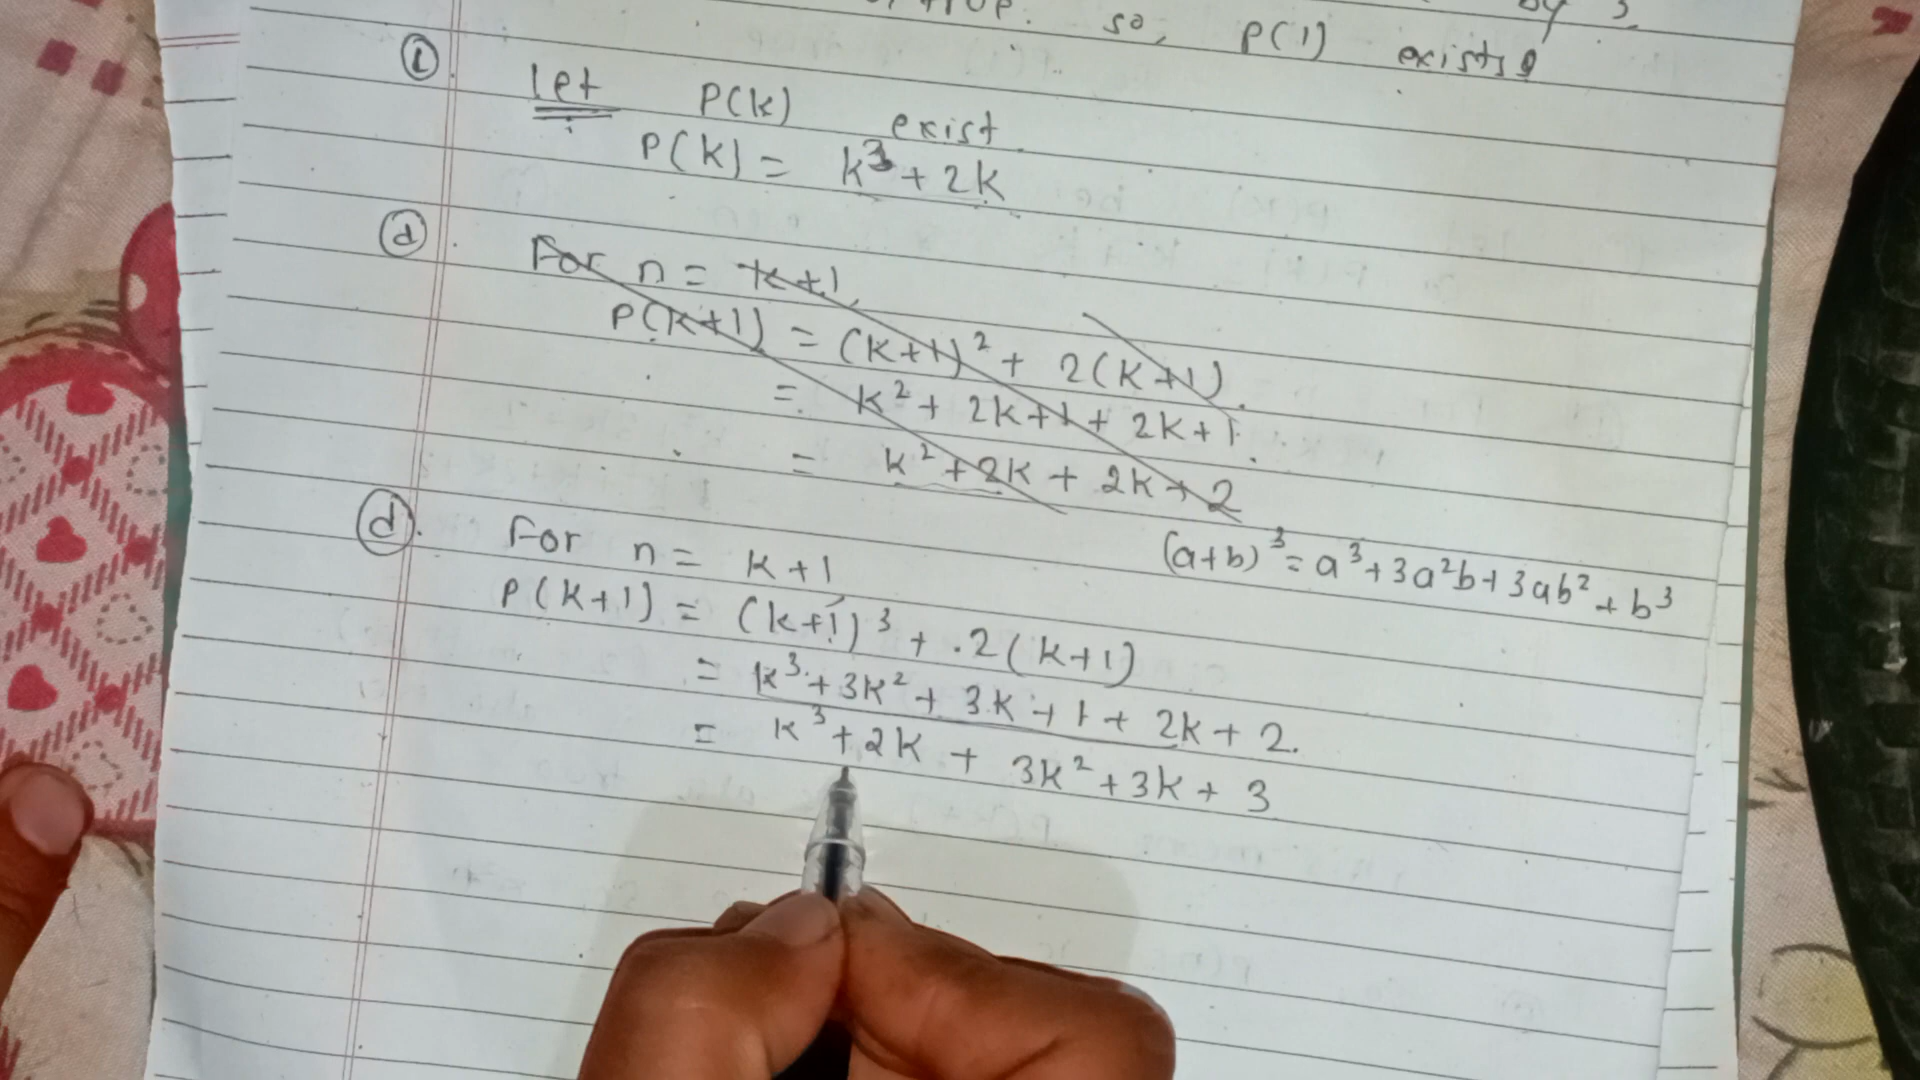 so, P(1) exists
(i). Let P(k) exist.
P(k) = k³ + 2k
(d). For n = k+1,
P(k+1) = (k+1)² + 2(k+1).
= k² + 2k+1 + 2k+1.
= k² + 2k + 2k + 2
(a+b)³ = a³ + 3a²b + 3ab² + b³
(d). For n = k+1,
P(k+1) = (k+1)³ + .2(k+1)
= k³ + 3k² + 3k + 1 + 2k + 2.
= k³ + 2k + 3k² + 3k + 3